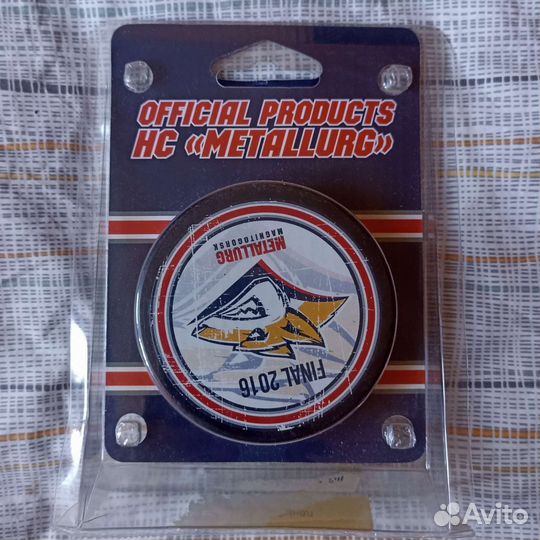 OFFICIAL PRODUCTS
HC «METALLURG»
METALLURG
MAGNITOGORSK
FINAL 2016
Avito